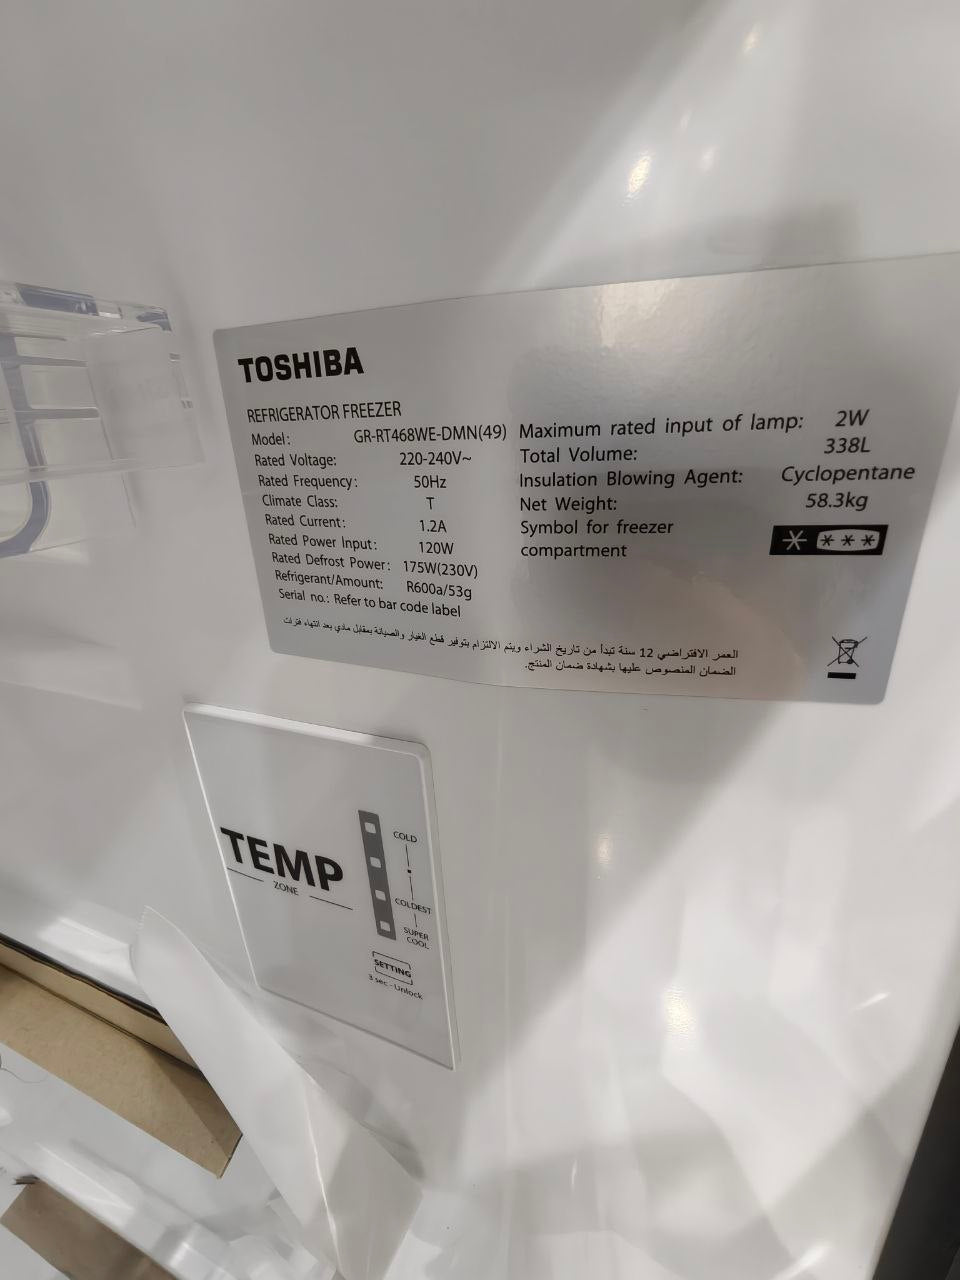 TOSHIBA
REFRIGERATOR FREEZER
Model: GR-RT468WE-DMN(49)
Rated Voltage: 220-240V~
Rated Frequency: 50Hz
Climate Class: T
Rated Current: 1.2A
Rated Power Input: 120W
Rated Defrost Power: 175W(230V)
Refrigerant/Amount: R600a/53g
Serial no.: Refer to bar code label
Maximum rated input of lamp: 2W
Total Volume: 338L
Insulation Blowing Agent: Cyclopentane
Net Weight: 58.3kg
Symbol for freezer
compartment
العمر الافتراضي 12 سنة تبدأ من تاريخ الشراء ويتم الالتزام بتوفير قطع الغيار والصيانة بمقابل مادي بعد انتهاء فترات
الضمان المنصوص عليها بشهادة ضمان المنتج.
TEMP
ZONE
COLD
COLDEST
SUPER
COOL
SETTING
3 sec - Unlock